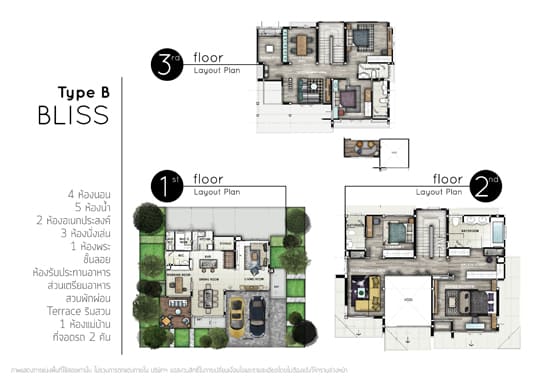 Type B
BLISS
4 ห้องนอน
5 ห้องน้ำ
2 ห้องอเนกประสงค์
3 ห้องนั่งเล่น
1 ห้องพระ
ชั้นลอย
ห้องรับประทานอาหาร
ส่วนเตรียมอาหาร
สวนพักผ่อน
Terrace ริมสวน
1 ห้องแม่บ้าน
ที่จอดรถ 2 คัน
3rd floor
Layout Plan
1st floor
Layout Plan
floor 2nd
Layout Plan
VOID
BATHROOM
VOID
LIVING ROOM
DINING ROOM